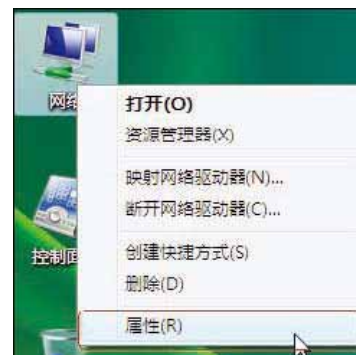 网络
打开(O)
资源管理器(X)
映射网络驱动器(N)...
断开网络驱动器(C)...
控制面
创建快捷方式(S)
删除(D)
属性(R)